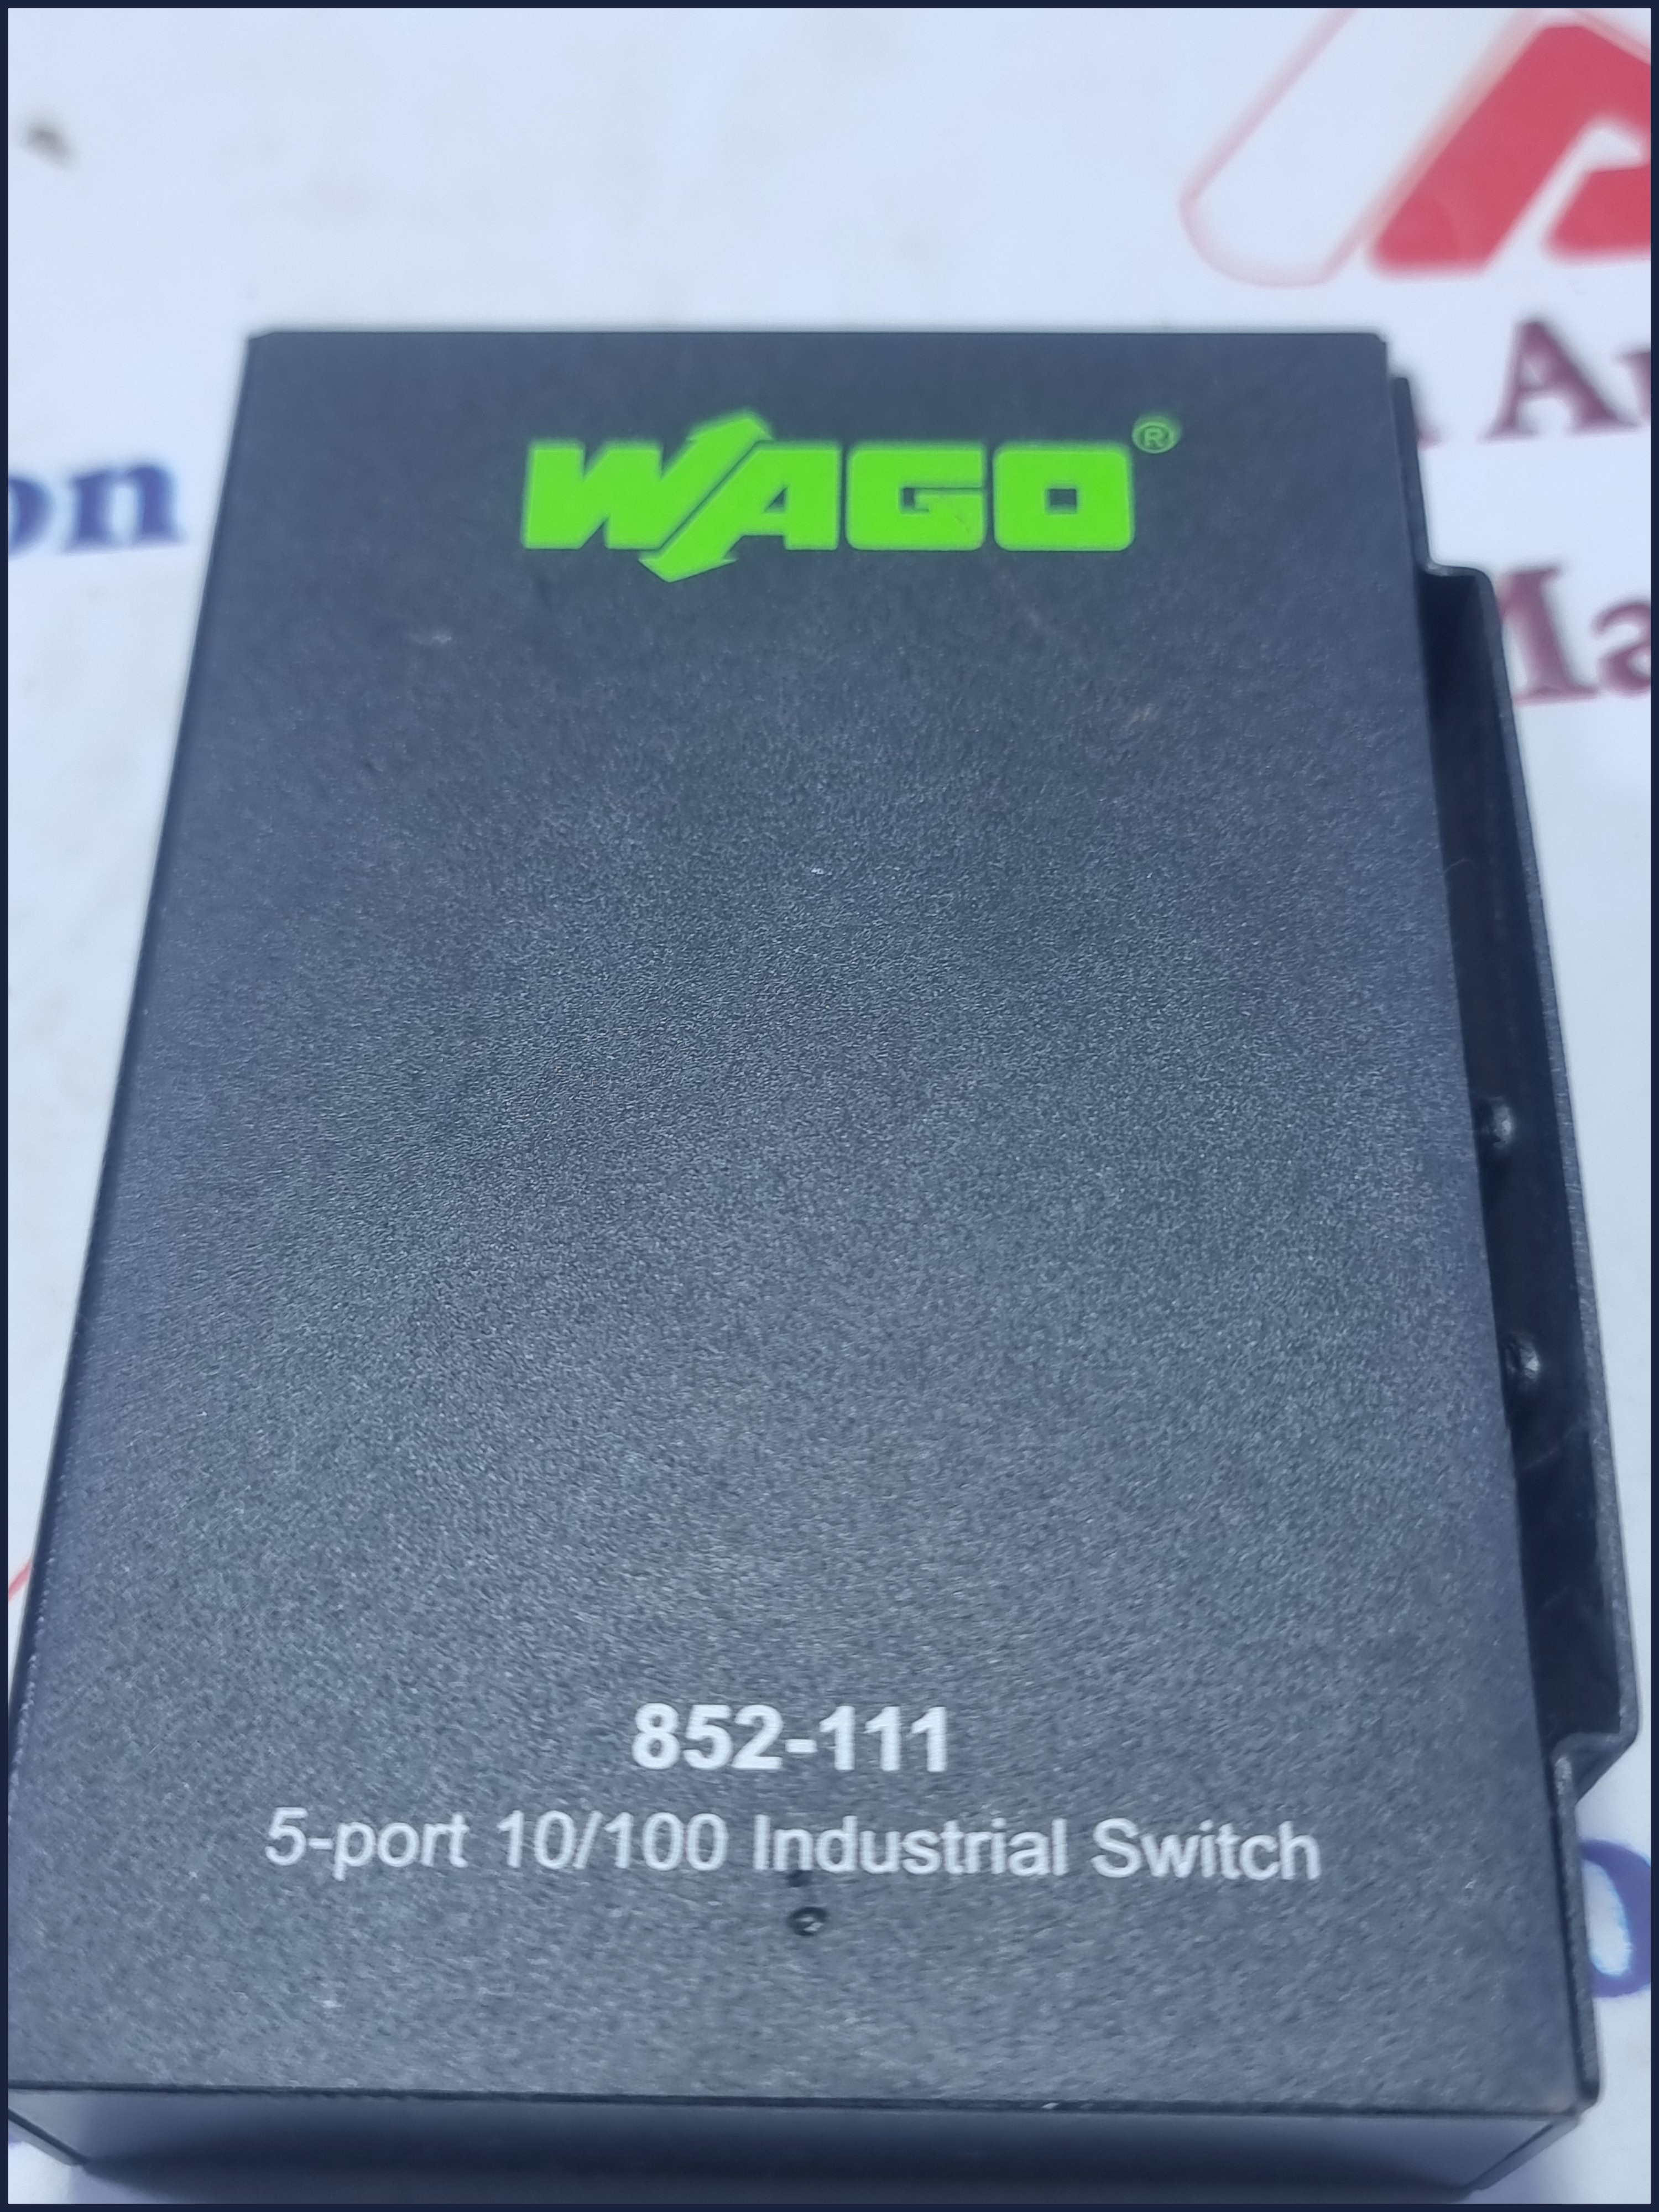 WAGO®
852-111
5-port 10/100 Industrial Switch